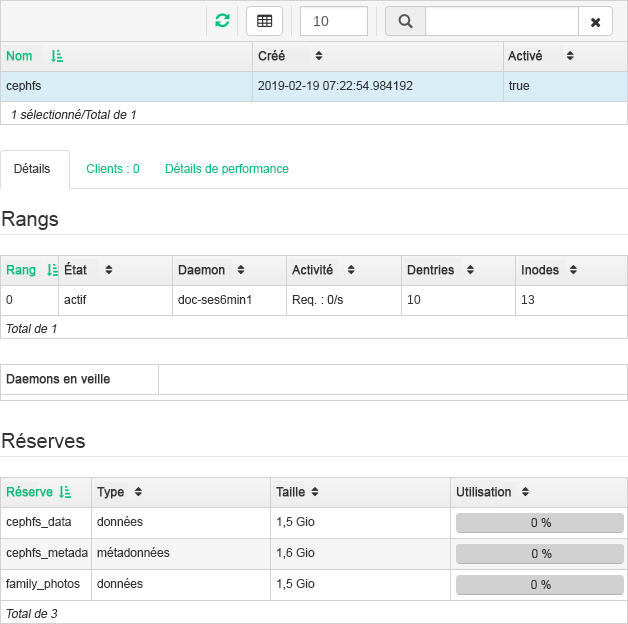 10
Nom Créé Activé
cephfs 2019-02-19 07:22:54.984192 true
1 sélectionné/Total de 1
Détails Clients : 0 Détails de performance
Rangs
Rang État Daemon Activité Dentries Inodes
0 actif doc-ses6min1 Req. : 0/s 10 13
Total de 1
Daemons en veille
Réserves
Réserve Type Taille Utilisation
cephfs_data données 1,5 Gio 0 %
cephfs_metada métadonnées 1,6 Gio 0 %
family_photos données 1,5 Gio 0 %
Total de 3